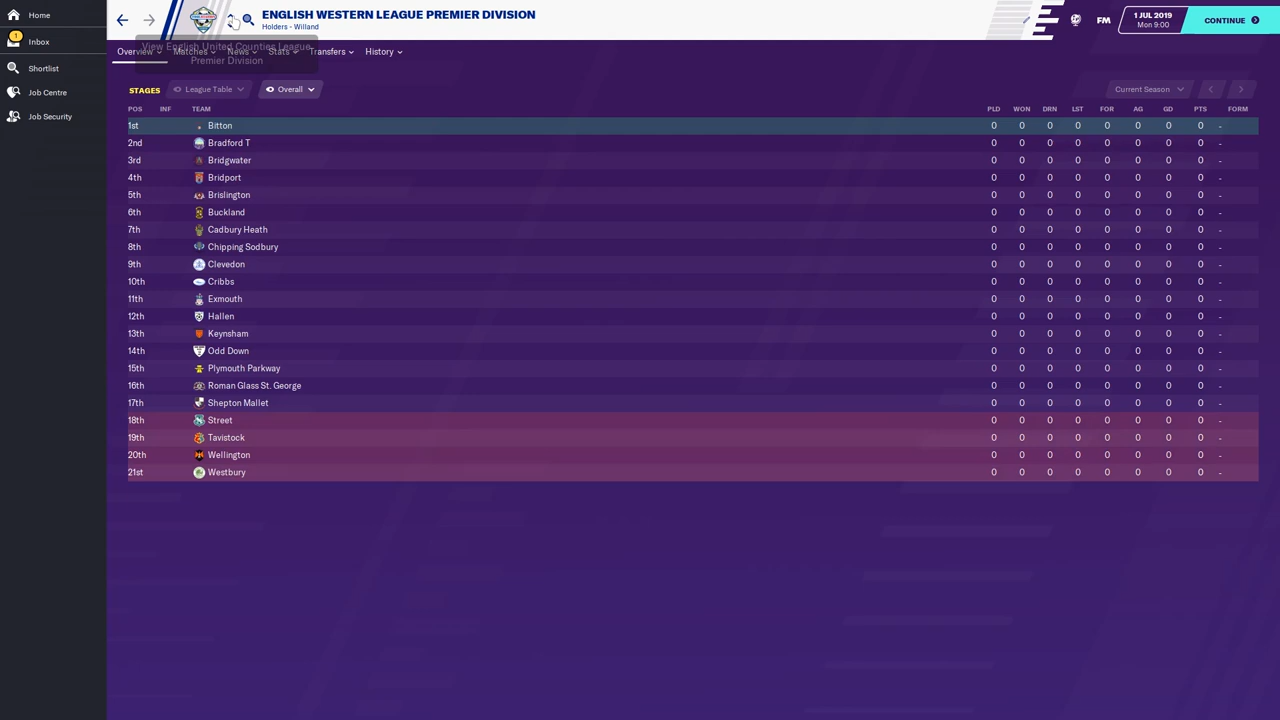 Home
1
Inbox
Shortlist
Job Centre
Job Security
ENGLISH WESTERN LEAGUE PREMIER DIVISION
Holders - Willand
FM
1 JUL 2019
Mon 9:00
CONTINUE
Overview Matches News Stats Transfers History
View English United Counties League
Premier Division
STAGES League Table Overall Current Season
POS INF TEAM PLD WON DRN LST FOR AG GD PTS FORM
1st Bitton 0 0 0 0 0 0 0 0 -
2nd Bradford T 0 0 0 0 0 0 0 0 -
3rd Bridgwater 0 0 0 0 0 0 0 0 -
4th Bridport 0 0 0 0 0 0 0 0 -
5th Brislington 0 0 0 0 0 0 0 0 -
6th Buckland 0 0 0 0 0 0 0 0 -
7th Cadbury Heath 0 0 0 0 0 0 0 0 -
8th Chipping Sodbury 0 0 0 0 0 0 0 0 -
9th Clevedon 0 0 0 0 0 0 0 0 -
10th Cribbs 0 0 0 0 0 0 0 0 -
11th Exmouth 0 0 0 0 0 0 0 0 -
12th Hallen 0 0 0 0 0 0 0 0 -
13th Keynsham 0 0 0 0 0 0 0 0 -
14th Odd Down 0 0 0 0 0 0 0 0 -
15th Plymouth Parkway 0 0 0 0 0 0 0 0 -
16th Roman Glass St. George 0 0 0 0 0 0 0 0 -
17th Shepton Mallet 0 0 0 0 0 0 0 0 -
18th Street 0 0 0 0 0 0 0 0 -
19th Tavistock 0 0 0 0 0 0 0 0 -
20th Wellington 0 0 0 0 0 0 0 0 -
21st Westbury 0 0 0 0 0 0 0 0 -